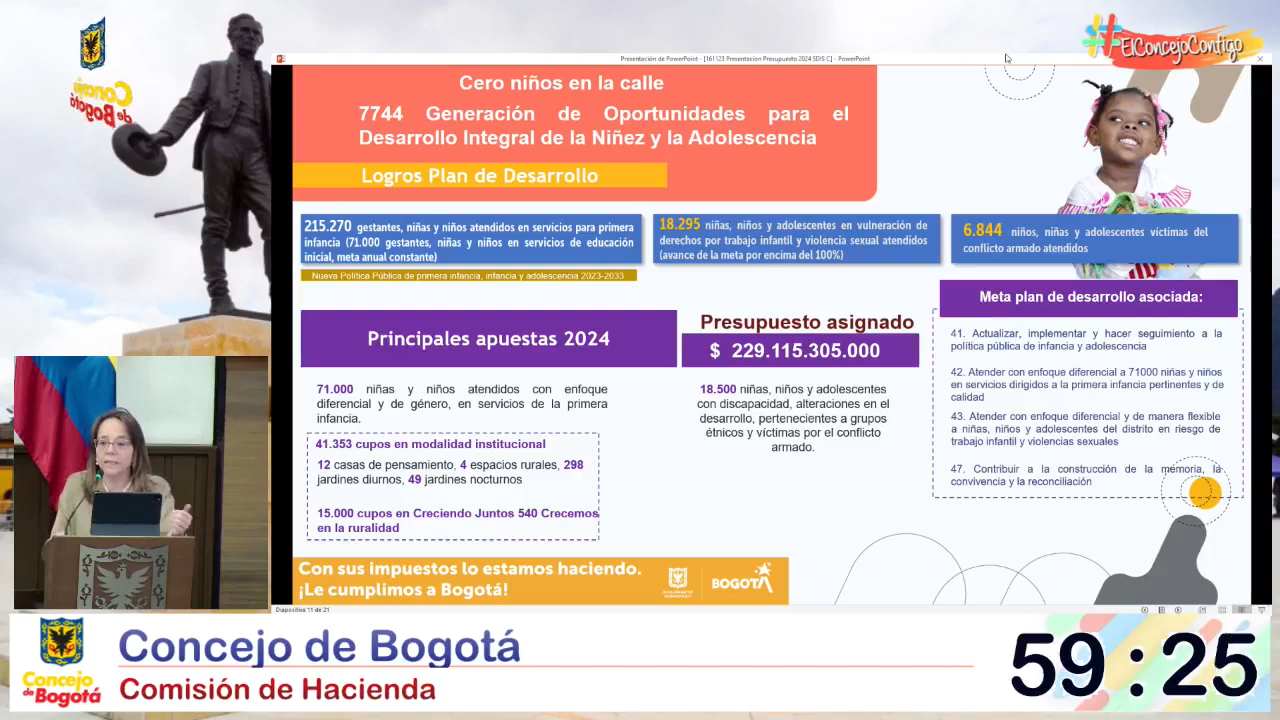 #ElConcejoContigo
Concejo
de Bogotá
Presentación de PowerPoint - [161123 Presentacion Presupuesto 2024 SDIS C] - PowerPoint
Cero niños en la calle
7744 Generación de Oportunidades para el
Desarrollo Integral de la Niñez y la Adolescencia
Logros Plan de Desarrollo
215.270 gestantes, niñas y niños atendidos en servicios para primera
infancia (71.000 gestantes, niñas y niños en servicios de educación
inicial, meta anual constante)
Nueva Política Pública de primera infancia, infancia y adolescencia 2023-2033
18.295 niñas, niños y adolescentes en vulneración de
derechos por trabajo infantil y violencia sexual atendidos
(avance de la meta por encima del 100%)
6.844 niños, niñas y adolescentes víctimas del
conflicto armado atendidos
Principales apuestas 2024
71.000 niñas y niños atendidos con enfoque
diferencial y de género, en servicios de la primera
infancia.
41.353 cupos en modalidad institucional
12 casas de pensamiento, 4 espacios rurales, 298
jardines diurnos, 49 jardines nocturnos
15.000 cupos en Creciendo Juntos 540 Crecemos
en la ruralidad
Presupuesto asignado
$ 229.115.305.000
18.500 niñas, niños y adolescentes
con discapacidad, alteraciones en el
desarrollo, pertenecientes a grupos
étnicos y víctimas por el conflicto
armado.
Meta plan de desarrollo asociada:
41. Actualizar, implementar y hacer seguimiento a la
política pública de infancia y adolescencia
42. Atender con enfoque diferencial a 71000 niñas y niños
en servicios dirigidos a la primera infancia pertinentes y de
calidad
43. Atender con enfoque diferencial y de manera flexible
a niñas, niños y adolescentes del distrito en riesgo de
trabajo infantil y violencias sexuales
47. Contribuir a la construcción de la memoria, la
convivencia y la reconciliación
Con sus impuestos lo estamos haciendo.
¡Le cumplimos a Bogotá!
BOGOTÁ
Diapositiva 11 de 21
Concejo de Bogotá
Comisión de Hacienda
Concejo
de Bogotá
59:25